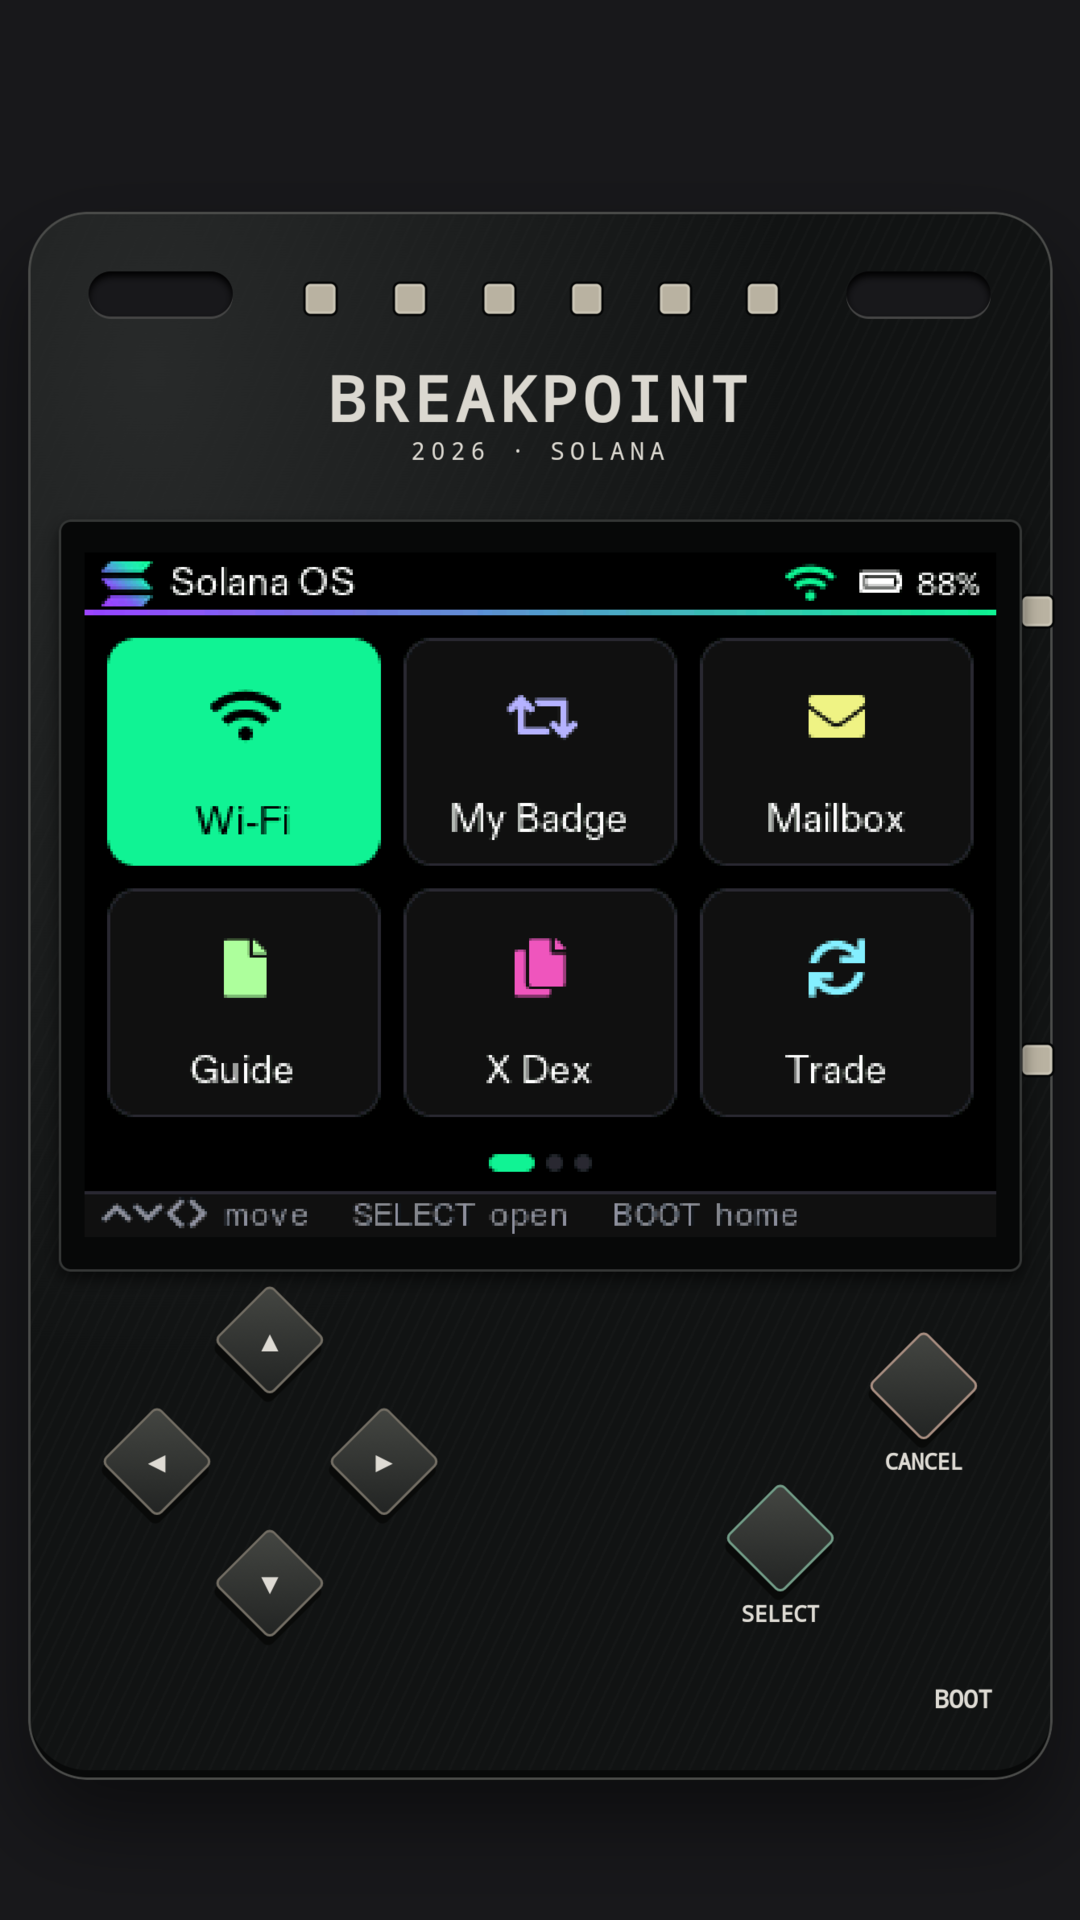 BREAKPOINT
2026 · SOLANA
Solana OS 88%
Wi-Fi My Badge Mailbox
Guide X Dex Trade
move SELECT open BOOT home
CANCEL
SELECT
BOOT